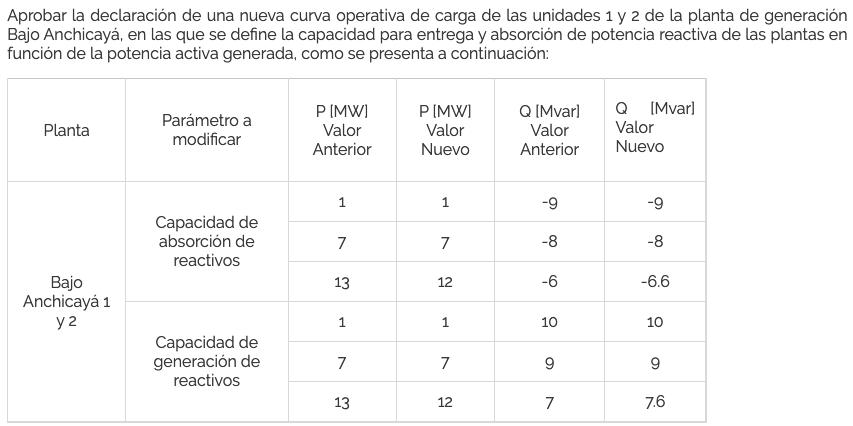 Aprobar la declaración de una nueva curva operativa de carga de las unidades 1 y 2 de la planta de generación
Bajo Anchicayá, en las que se define la capacidad para entrega y absorción de potencia reactiva de las plantas en
función de la potencia activa generada, como se presenta a continuación:
Planta
Parámetro a
modificar
P [MW]
Valor
Anterior
P [MW]
Valor
Nuevo
Q [Mvar]
Valor
Anterior
Q [Mvar]
Valor
Nuevo
Bajo
Anchicayá 1
y 2
Capacidad de
absorción de
reactivos
1 1 -9 -9
7 7 -8 -8
13 12 -6 -6.6
Capacidad de
generación de
reactivos
1 1 10 10
7 7 9 9
13 12 7 7.6